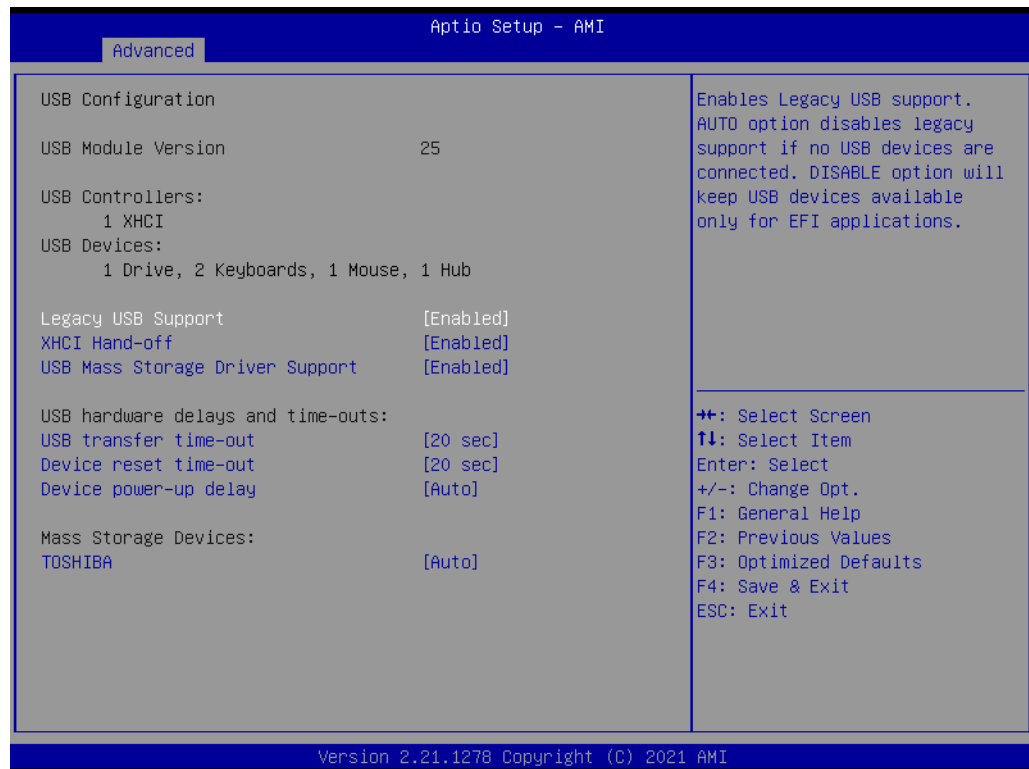 Aptio Setup – AMI
Advanced
USB Configuration
USB Module Version 25
USB Controllers:
1 XHCI
USB Devices:
1 Drive, 2 Keyboards, 1 Mouse, 1 Hub
Legacy USB Support [Enabled]
XHCI Hand-off [Enabled]
USB Mass Storage Driver Support [Enabled]
USB hardware delays and time-outs:
USB transfer time-out [20 sec]
Device reset time-out [20 sec]
Device power-up delay [Auto]
Mass Storage Devices:
TOSHIBA [Auto]
Enables Legacy USB support.
AUTO option disables legacy
support if no USB devices are
connected. DISABLE option will
keep USB devices available
only for EFI applications.
→←: Select Screen
↑↓: Select Item
Enter: Select
+/-: Change Opt.
F1: General Help
F2: Previous Values
F3: Optimized Defaults
F4: Save & Exit
ESC: Exit
Version 2.21.1278 Copyright (C) 2021 AMI